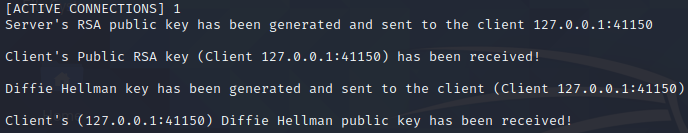 [ACTIVE CONNECTIONS] 1
Server's RSA public key has been generated and sent to the client 127.0.0.1:41150
Client's Public RSA key (Client 127.0.0.1:41150) has been received!
Diffie Hellman key has been generated and sent to the client (Client 127.0.0.1:41150)
Client's (127.0.0.1:41150) Diffie Hellman public key has been received!